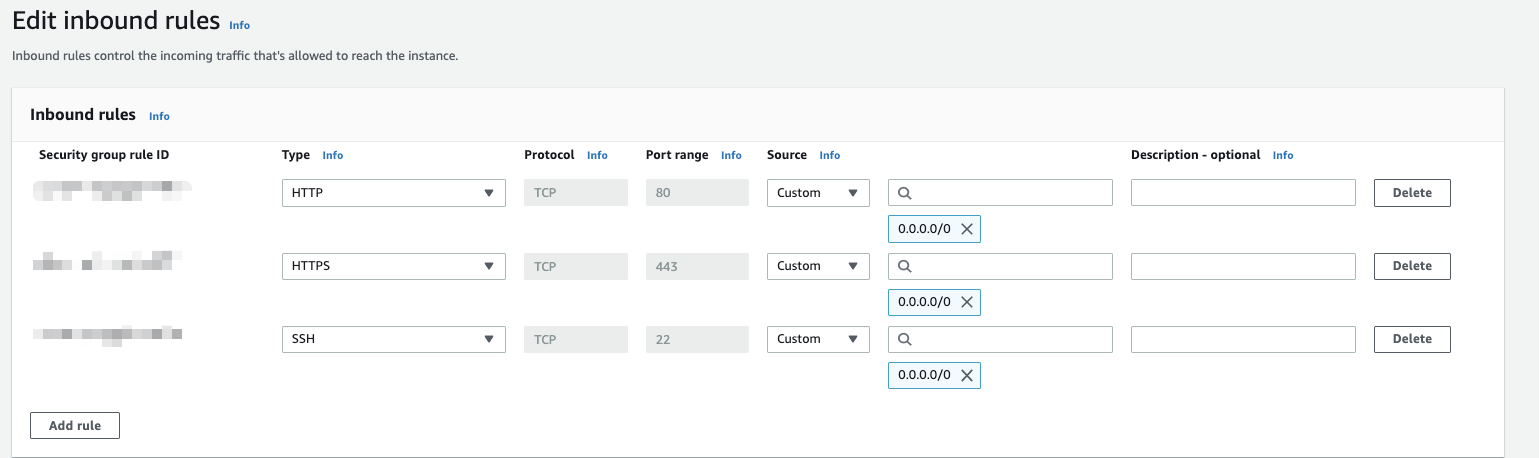 Edit inbound rules Info
Inbound rules control the incoming traffic that's allowed to reach the instance.
Inbound rules Info
Security group rule ID Type Info Protocol Info Port range Info Source Info Description - optional Info
HTTP TCP 80 Custom Delete
0.0.0.0/0
HTTPS TCP 443 Custom Delete
0.0.0.0/0
SSH TCP 22 Custom Delete
0.0.0.0/0
Add rule